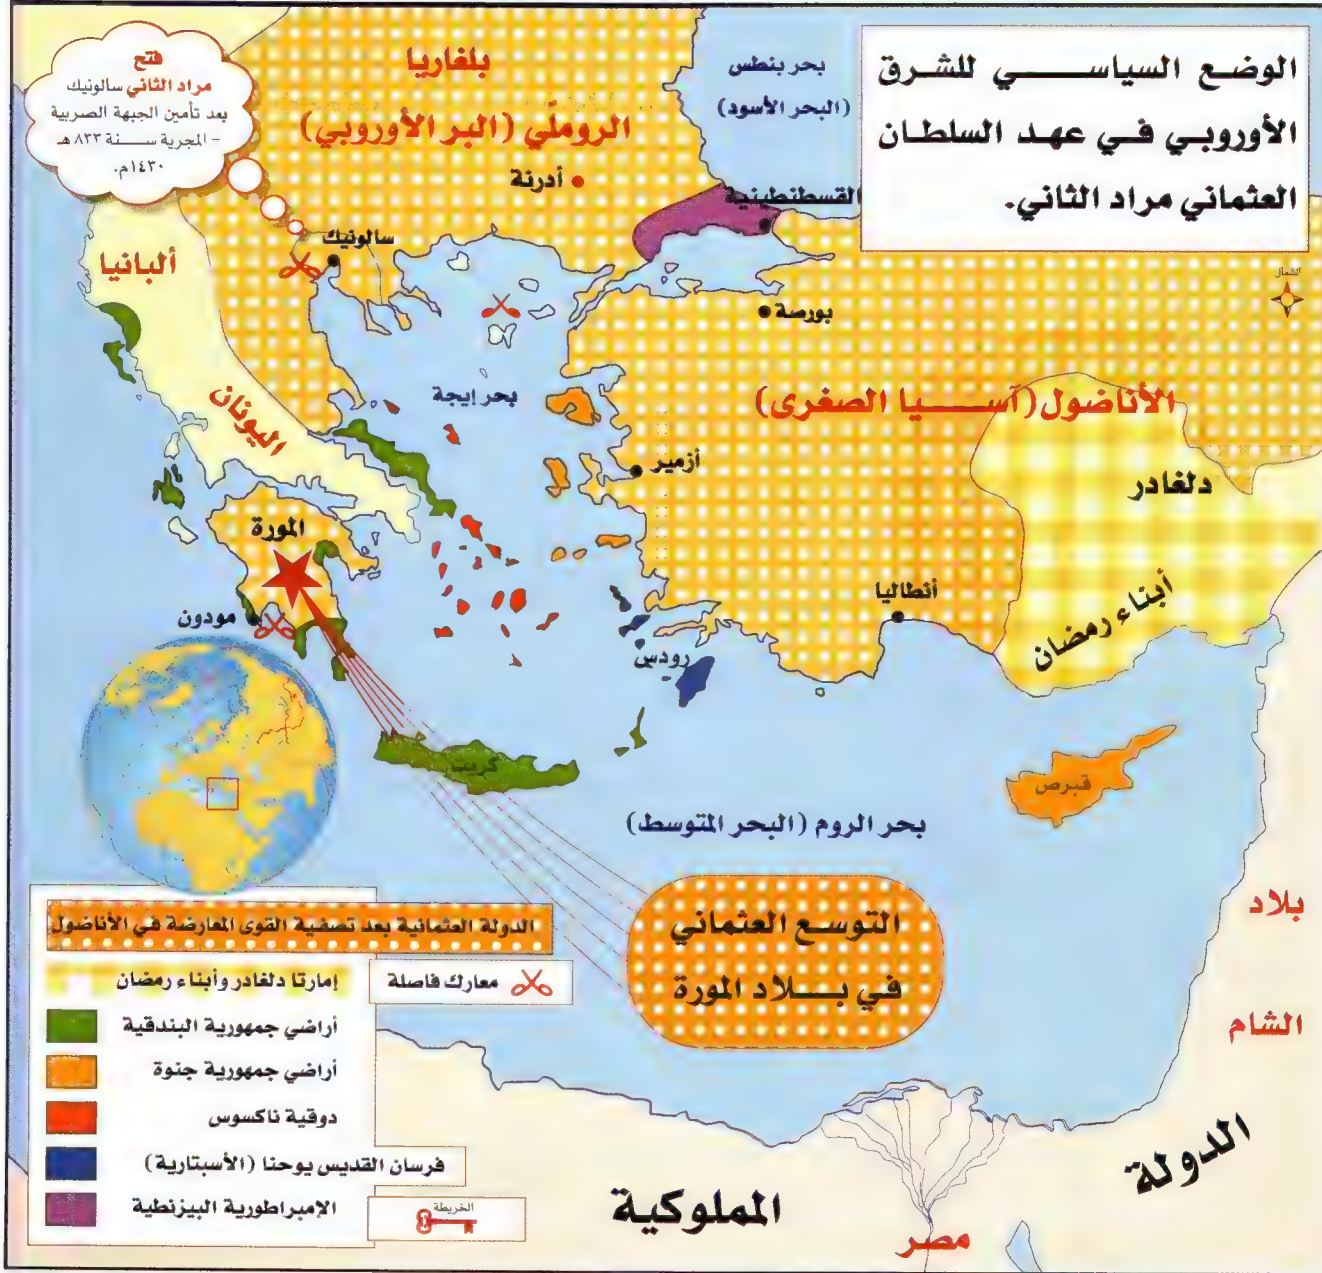 الوضع السياسي للشرق
الأوروبي في عهد السلطان
العثماني مراد الثاني.
فتح
مراد الثاني سالونيك
بعد تأمين الجبهة الصربية
- المجرية سنة ٨٣٣ هـ
١٤٣٠م.
بلغاريا
الروملّي (البر الأوروبي)
أدرنة
بحر بنطس
(البحر الأسود)
القسطنطينية
سالونيك
ألبانيا
الشمال
بورصة
بحر إيجة
الأناضول (آسيا الصغرى)
اليونان
أزمير
دلغادر
المورة
أنطاليا
أبناء رمضان
مودون
رودس
كريت
قبرص
بحر الروم (البحر المتوسط)
التوسع العثماني
في بلاد المورة
بلاد
الشام
الدولة
المملوكية
مصر
الدولة العثمانية بعد تصفية القوى المعارضة في الأناضول
إمارتا دلغادر وأبناء رمضان
معارك فاصلة
أراضي جمهورية البندقية
أراضي جمهورية جنوة
دوقية ناكسوس
فرسان القديس يوحنا (الأسبتارية)
الإمبراطورية البيزنطية
الخريطة